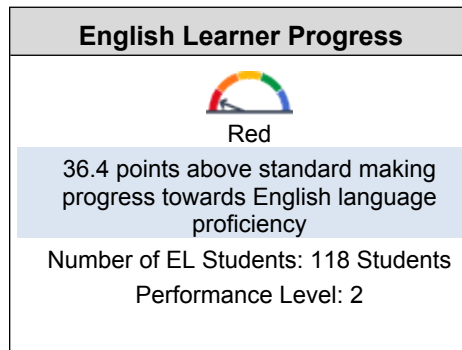 English Learner Progress
Red
36.4 points above standard making
progress towards English language
proficiency
Number of EL Students: 118 Students
Performance Level: 2